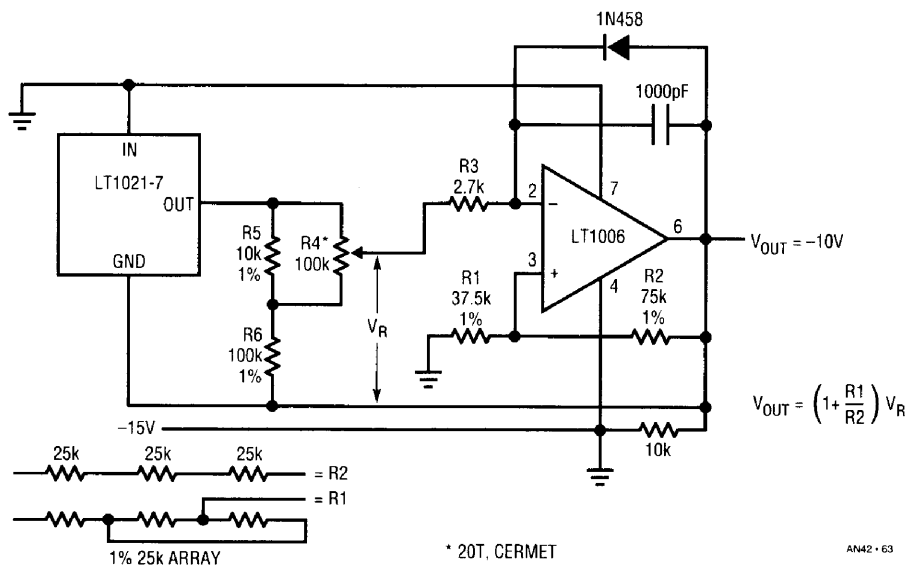 1N458
1000pF
IN
LT1021-7
OUT
GND
R5
10k
1%
R4*
100k
R6
100k
1%
V_R
R3
2.7k
2
−
7
LT1006
6
3
+
4
R1
37.5k
1%
R2
75k
1%
V_OUT = −10V
V_OUT = (1+ R1/R2) V_R
−15V
10k
25k 25k 25k
= R2
= R1
1% 25k ARRAY
* 20T, CERMET
AN42 • 63